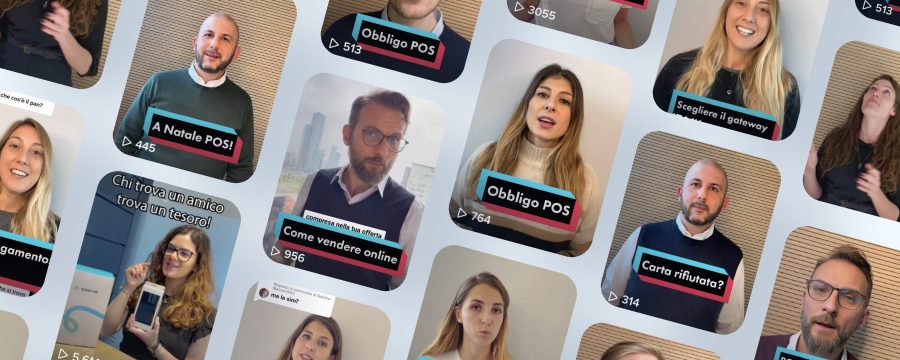 3055
513
Obbligo POS
513
che cos'è il pan?
A Natale POS!
445
Scegliere il gateway
Obbligo POS
764
Chi trova un amico
trova un tesoro!
compresa nella tua offerta
Come vendere online
956
gamento
Carta rifiutata?
314
me la sim?